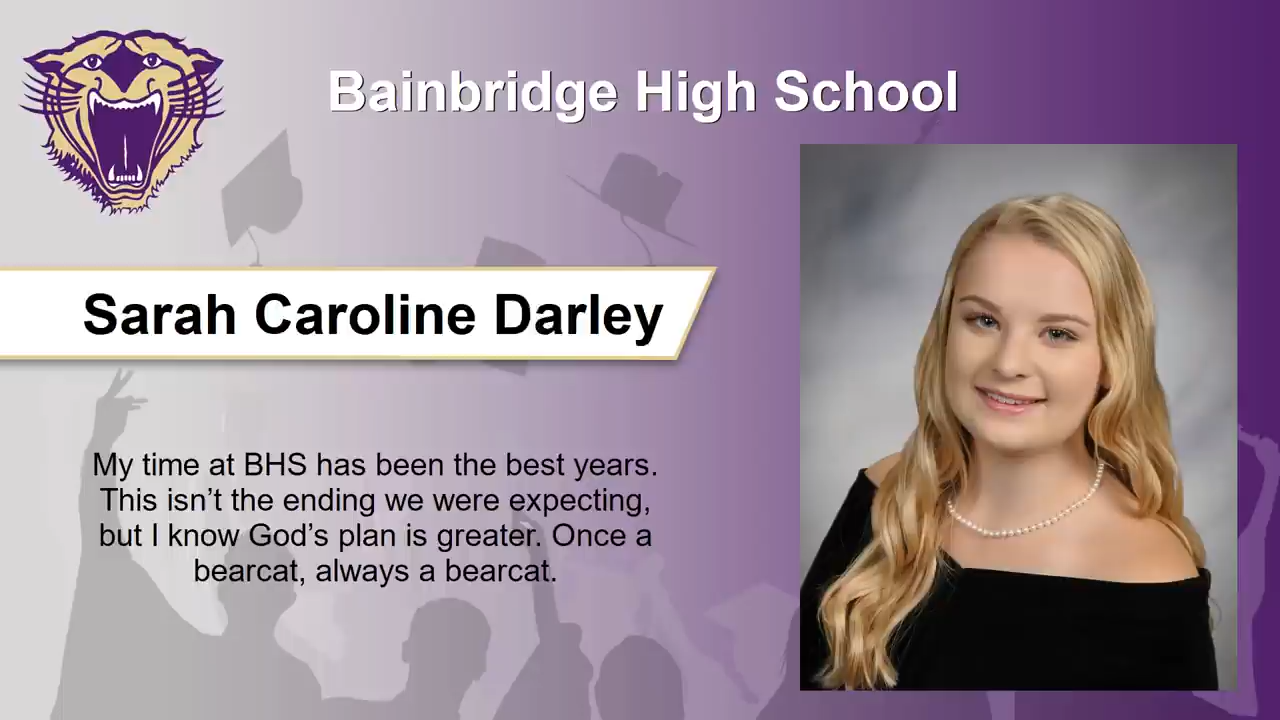 Bainbridge High School
Sarah Caroline Darley
My time at BHS has been the best years.
This isn’t the ending we were expecting,
but I know God’s plan is greater. Once a
bearcat, always a bearcat.